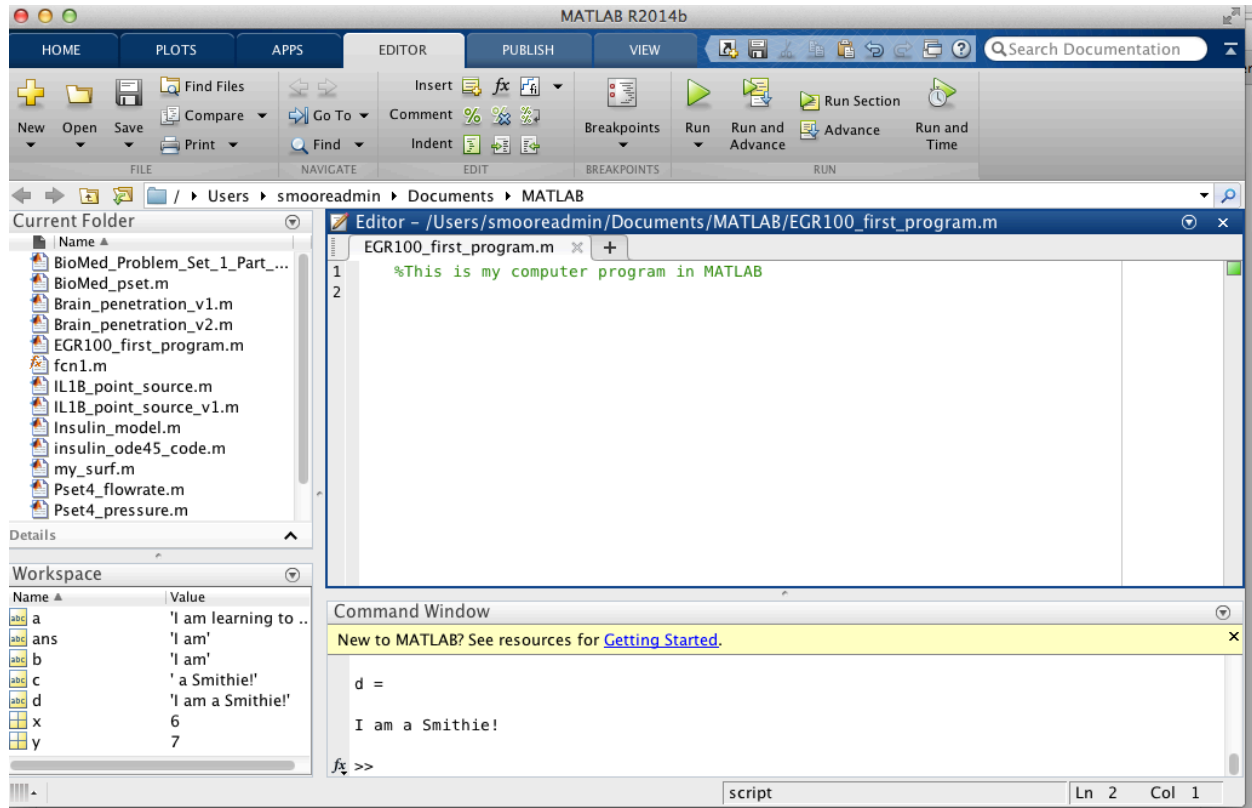 MATLAB R2014b
HOME PLOTS APPS EDITOR PUBLISH VIEW Search Documentation
New Open Save
Find Files
Compare
Print
FILE
Go To
Find
NAVIGATE
Insert fx
Comment
Indent
EDIT
Breakpoints
BREAKPOINTS
Run
Run and Advance
Run Section
Advance
Run and Time
RUN
/ Users smooreadmin Documents MATLAB
Current Folder
Name
BioMed_Problem_Set_1_Part_...
BioMed_pset.m
Brain_penetration_v1.m
Brain_penetration_v2.m
EGR100_first_program.m
fcn1.m
IL1B_point_source.m
IL1B_point_source_v1.m
Insulin_model.m
insulin_ode45_code.m
my_surf.m
Pset4_flowrate.m
Pset4_pressure.m
Details
Workspace
Name Value
a 'I am learning to ..
ans 'I am'
b 'I am'
c ' a Smithie!'
d 'I am a Smithie!'
x 6
y 7
Editor – /Users/smooreadmin/Documents/MATLAB/EGR100_first_program.m
EGR100_first_program.m
1 %This is my computer program in MATLAB
2
Command Window
New to MATLAB? See resources for Getting Started.
d =
I am a Smithie!
fx >>
script Ln 2 Col 1